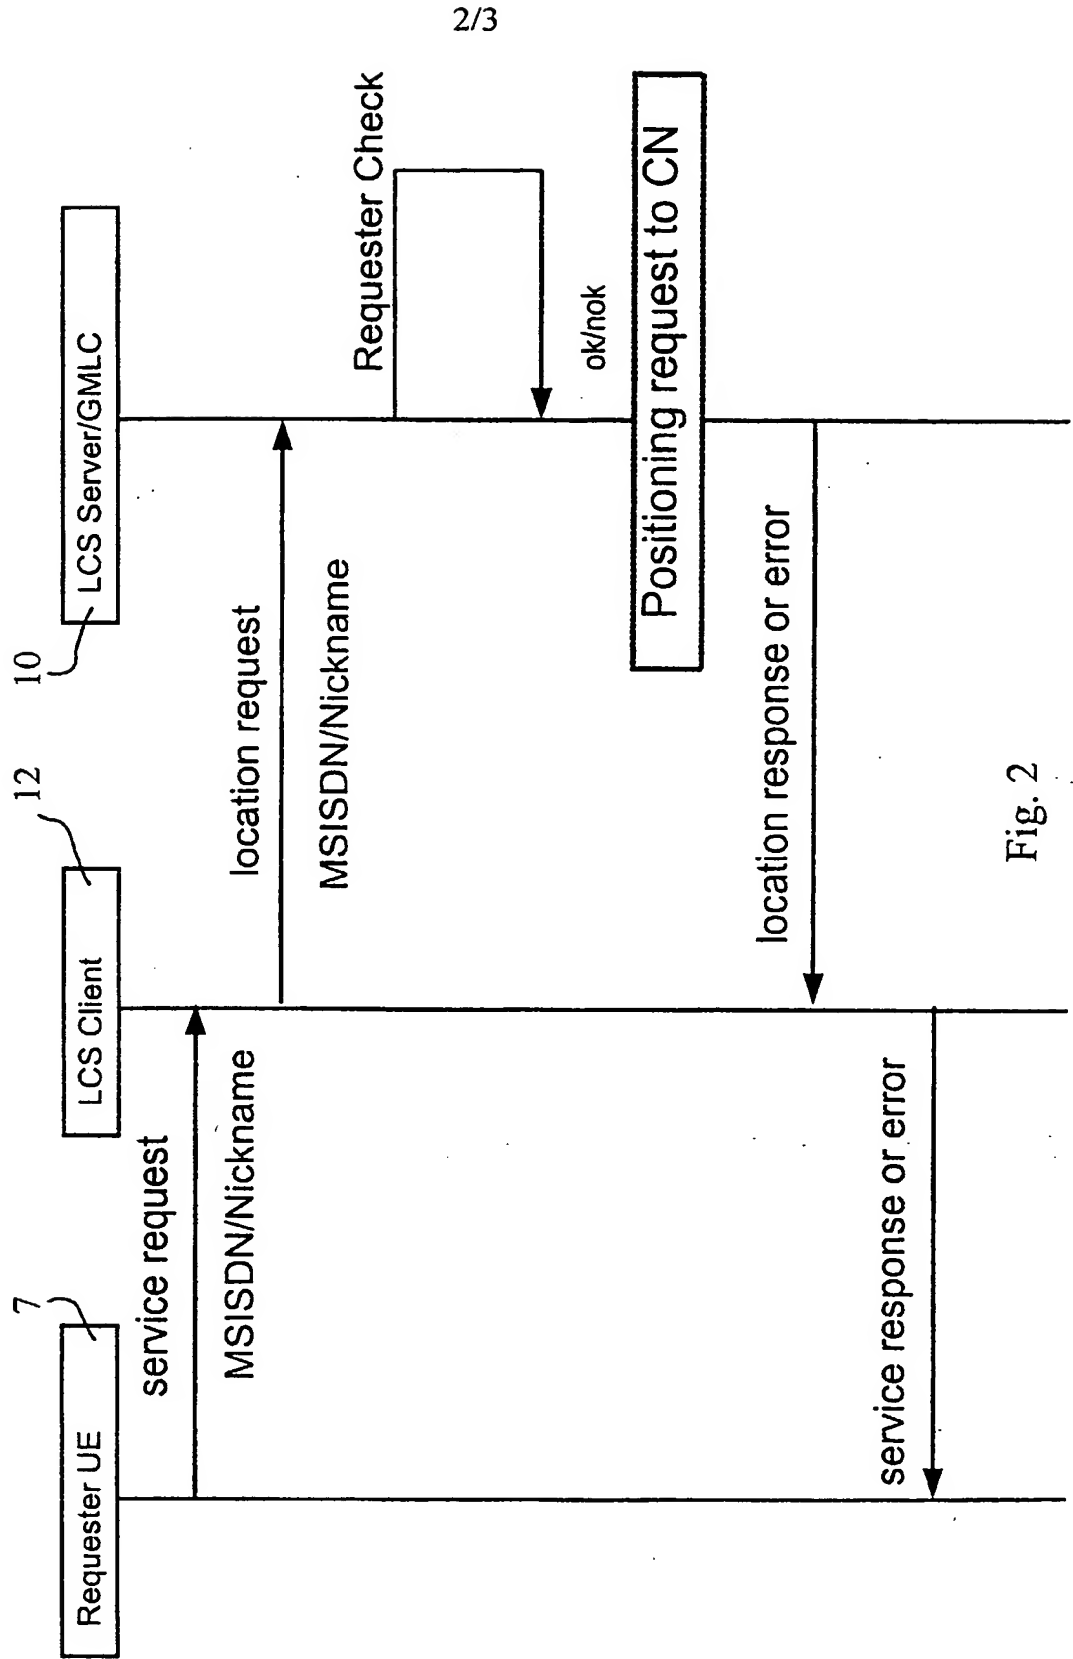 2/3
Requester UE
7
LCS Client
12
LCS Server/GMLC
10
service request
MSISDN/Nickname
location request
MSISDN/Nickname
Requester Check
ok/nok
Positioning request to CN
location response or error
service response or error
Fig. 2